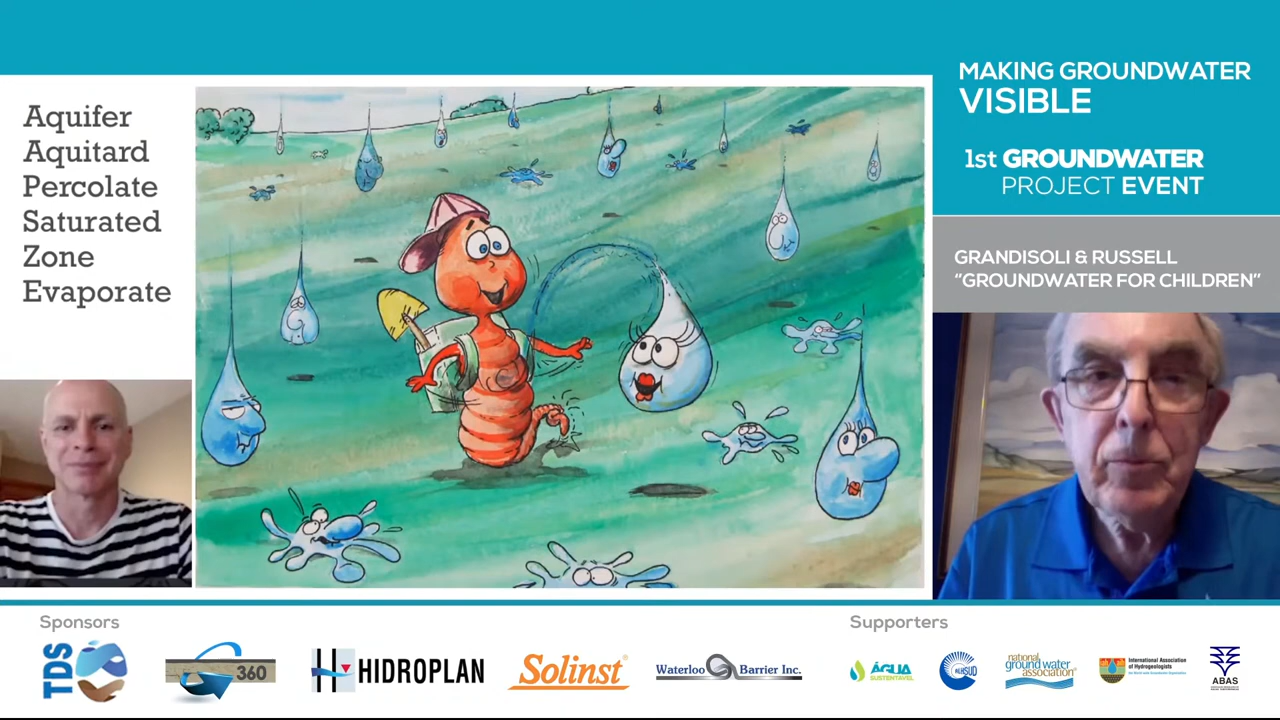 MAKING GROUNDWATER
VISIBLE
1st GROUNDWATER
PROJECT EVENT
GRANDISOLI & RUSSELL
“GROUNDWATER FOR CHILDREN”
Aquifer
Aquitard
Percolate
Saturated
Zone
Evaporate
Sponsors
TDS
360
HIDROPLAN
Solinst
Waterloo Barrier Inc.
Supporters
ÁGUA
SUSTENTÁVEL
national
ground water
association
International Association
of Hydrogeologists
ABAS